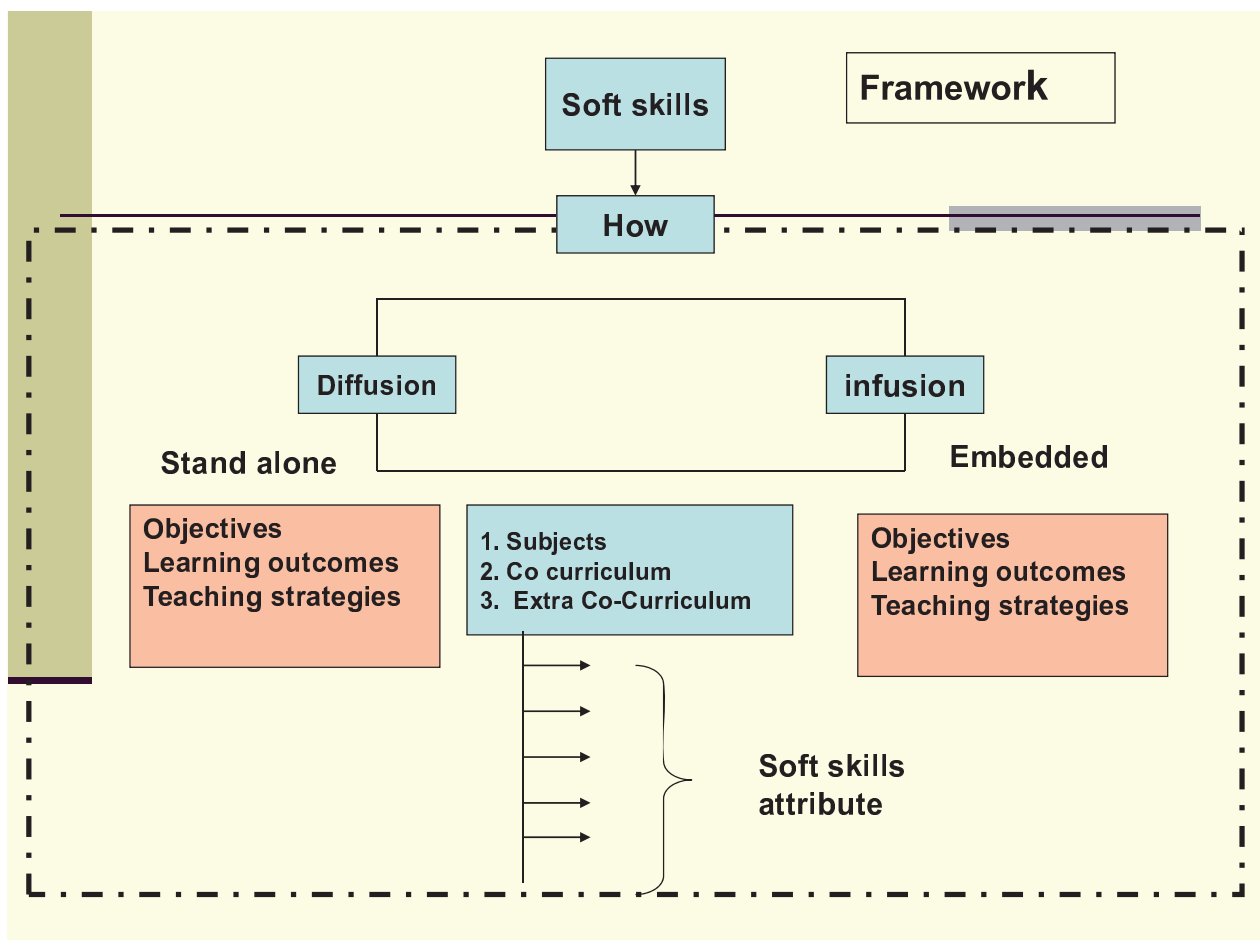 Soft skills
Framework
How
Diffusion
infusion
Stand alone
Embedded
Objectives
Learning outcomes
Teaching strategies
1. Subjects
2. Co curriculum
3. Extra Co-Curriculum
Objectives
Learning outcomes
Teaching strategies
Soft skills
attribute